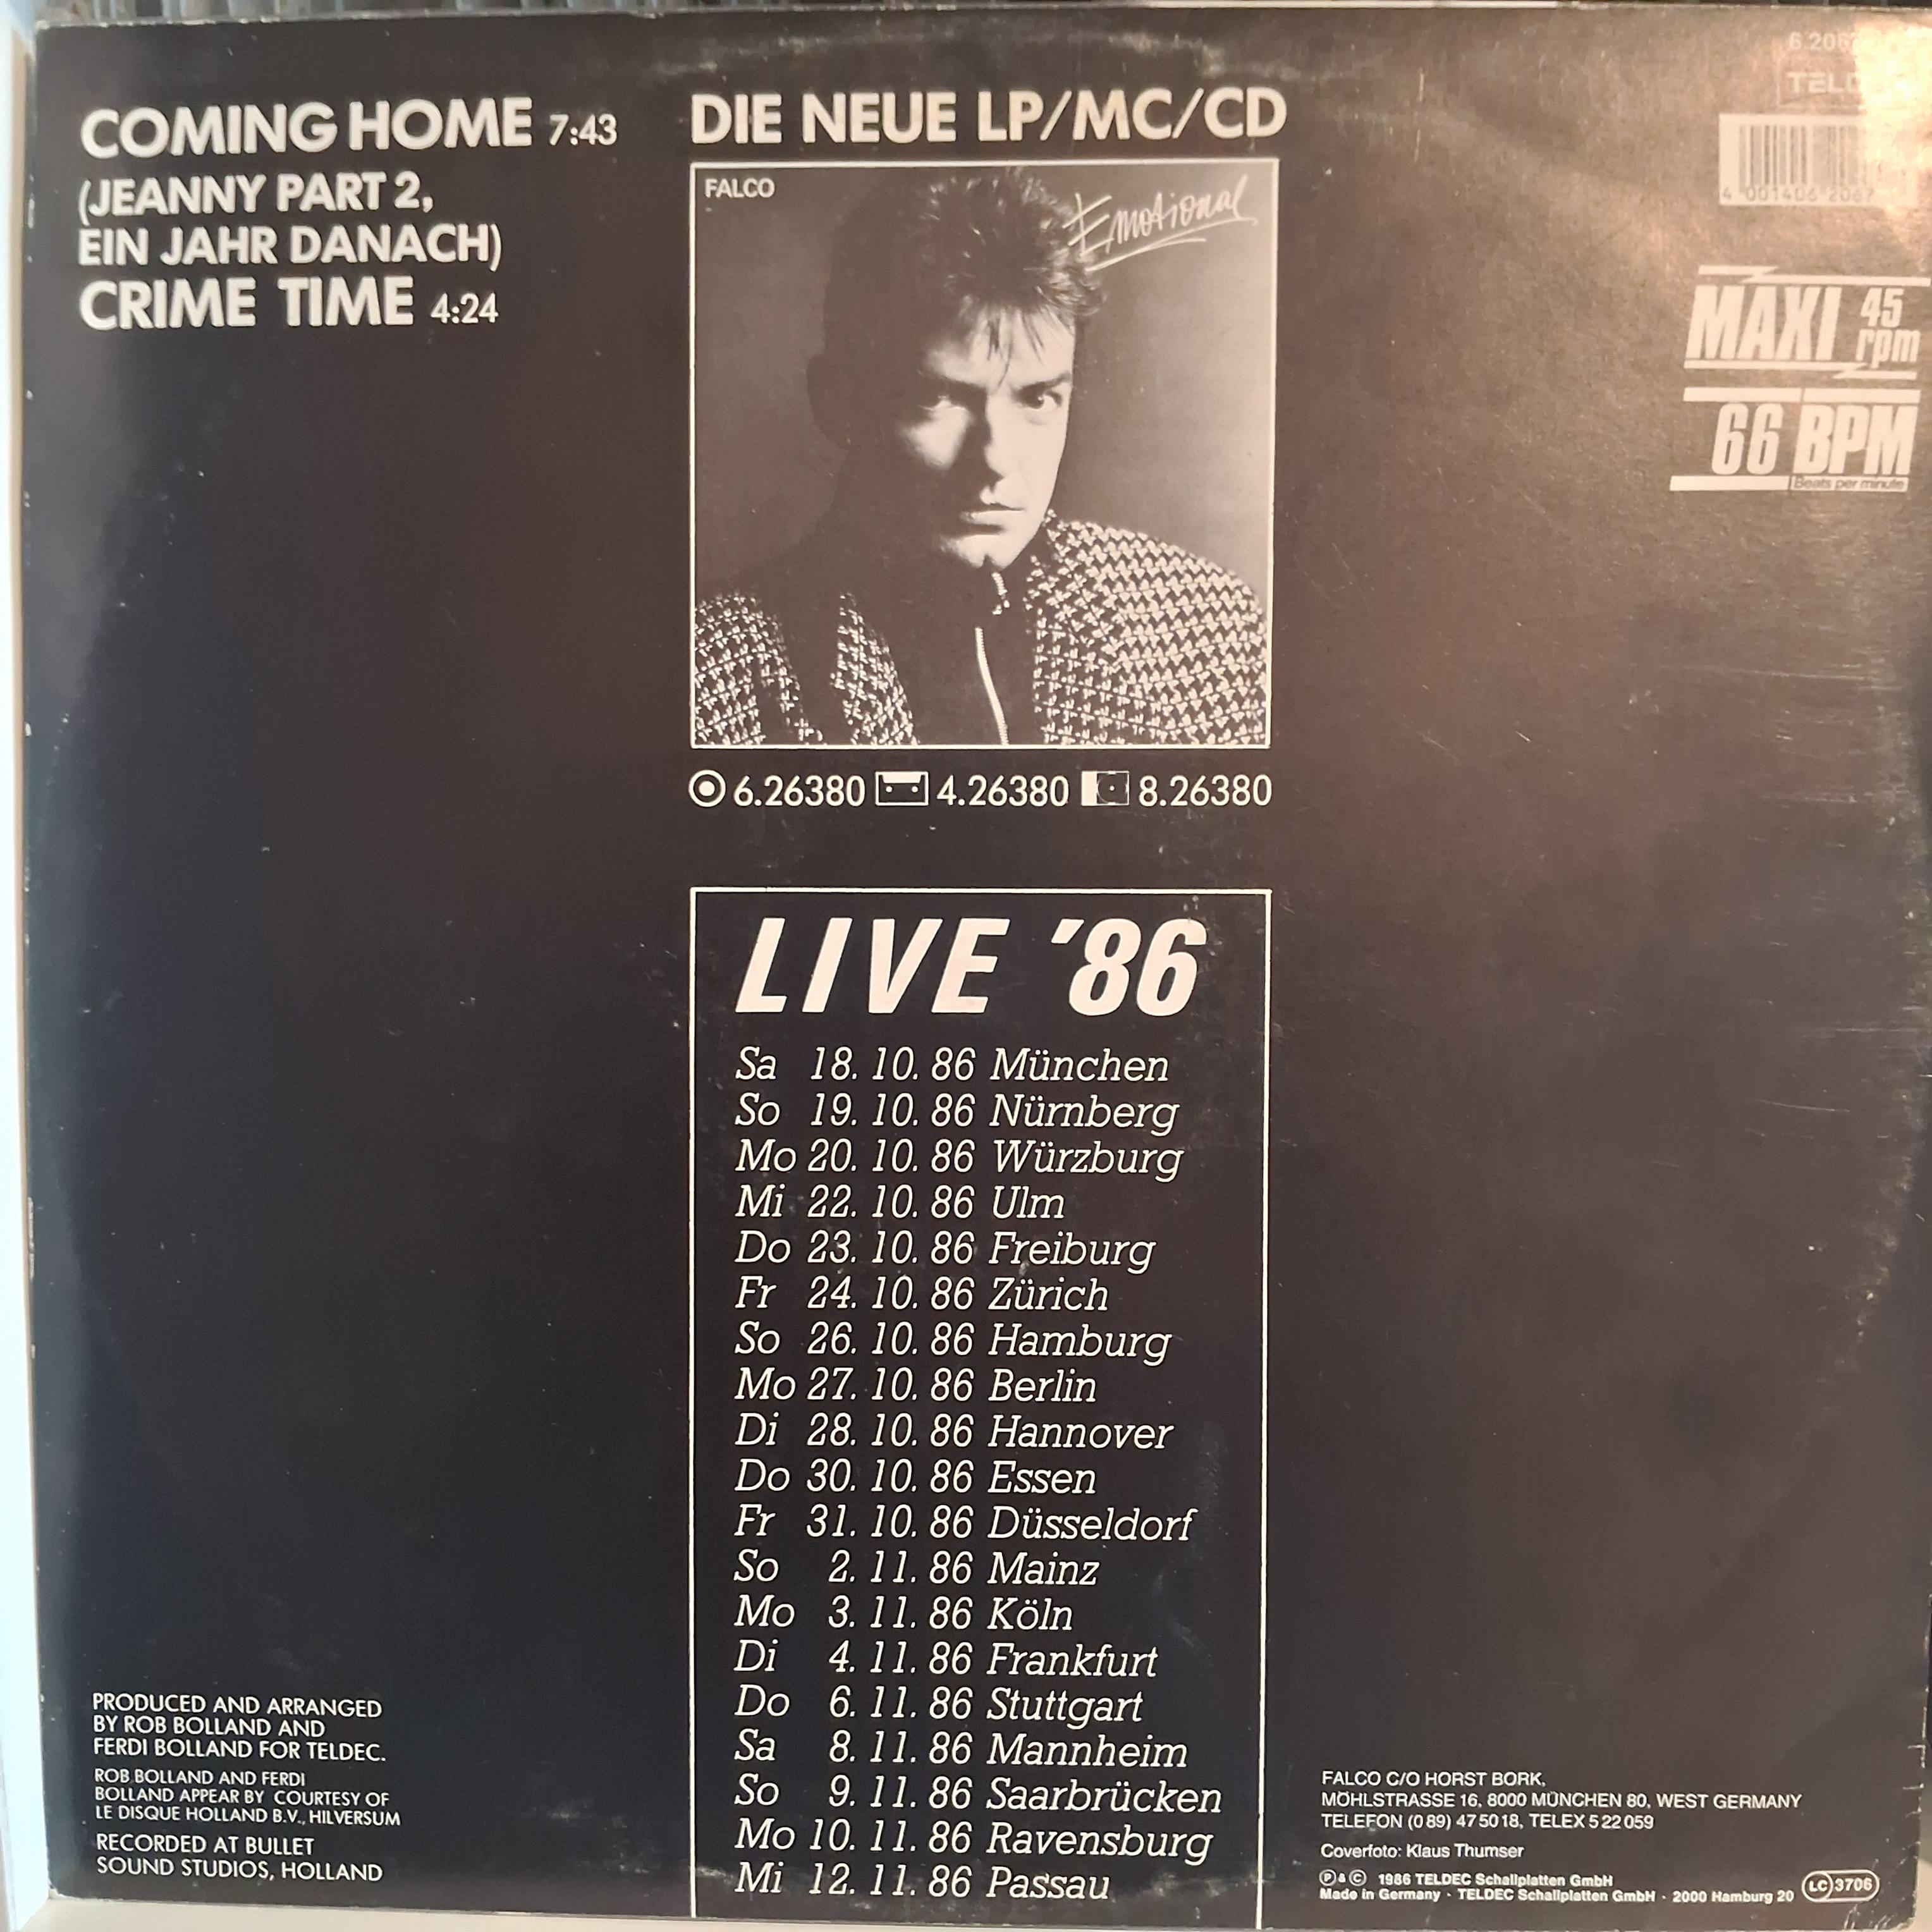 COMING HOME 7:43
(JEANNY PART 2,
EIN JAHR DANACH)
CRIME TIME 4:24
DIE NEUE LP/MC/CD
FALCO
Emotional
6.26380 4.26380 8.26380
MAXI 45 rpm
66 BPM
Beats per minute
LIVE '86
Sa 18. 10. 86 München
So 19. 10. 86 Nürnberg
Mo 20. 10. 86 Würzburg
Mi 22. 10. 86 Ulm
Do 23. 10. 86 Freiburg
Fr 24. 10. 86 Zürich
So 26. 10. 86 Hamburg
Mo 27. 10. 86 Berlin
Di 28. 10. 86 Hannover
Do 30. 10. 86 Essen
Fr 31. 10. 86 Düsseldorf
So 2. 11. 86 Mainz
Mo 3. 11. 86 Köln
Di 4. 11. 86 Frankfurt
Do 6. 11. 86 Stuttgart
Sa 8. 11. 86 Mannheim
So 9. 11. 86 Saarbrücken
Mo 10. 11. 86 Ravensburg
Mi 12. 11. 86 Passau
PRODUCED AND ARRANGED
BY ROB BOLLAND AND
FERDI BOLLAND FOR TELDEC.
ROB BOLLAND AND FERDI
BOLLAND APPEAR BY COURTESY OF
LE DISQUE HOLLAND B.V., HILVERSUM
RECORDED AT BULLET
SOUND STUDIOS, HOLLAND
FALCO C/O HORST BORK,
MÖHLSTRASSE 16, 8000 MÜNCHEN 80, WEST GERMANY
TELEFON (0 89) 47 50 18, TELEX 5 22 059
Coverfoto: Klaus Thumser
Ⓟ & © 1986 TELDEC Schallplatten GmbH
Made in Germany · TELDEC Schallplatten GmbH · 2000 Hamburg 20
LC 3706